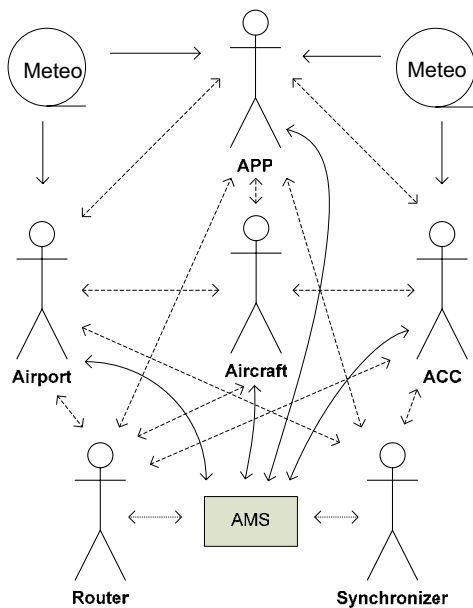 Meteo
Meteo
APP
Airport
Aircraft
ACC
AMS
Router
Synchronizer